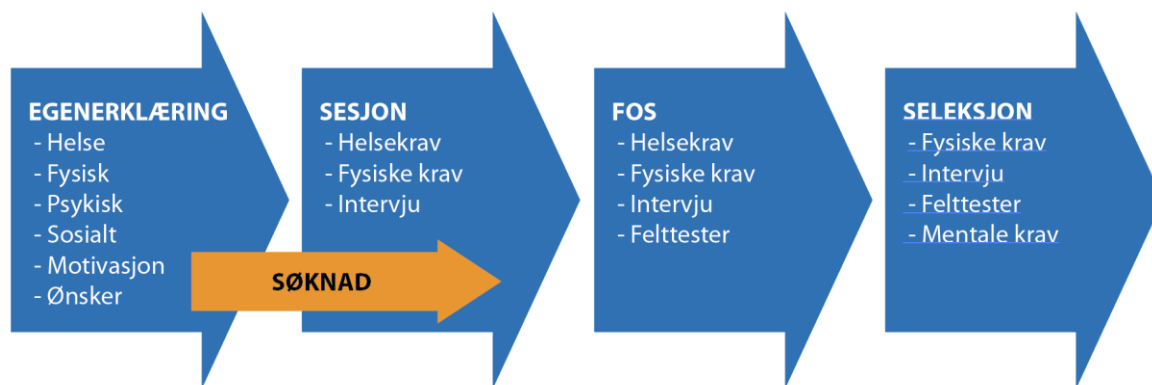 EGENERKLÆRING
- Helse
- Fysisk
- Psykisk
- Sosialt
- Motivasjon
- Ønsker
SØKNAD
SESJON
- Helsekrav
- Fysiske krav
- Intervju
FOS
- Helsekrav
- Fysiske krav
- Intervju
- Felttester
SELEKSJON
- Fysiske krav
- Intervju
- Felttester
- Mentale krav